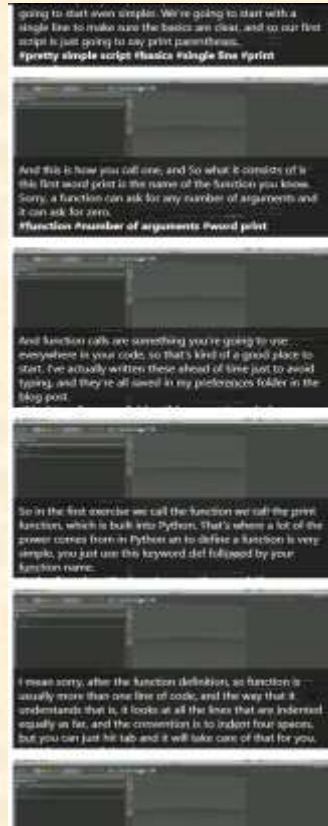 going to start even simpler. We're going to start with a
single line to make sure the basics are clear, and so our first
script is just going to say print parentheses.
#pretty simple script #basics #single line #print
And this is how you call one, and So what it consists of is
this first word print is the name of the function you know.
Sorry, a function can ask for any number of arguments and
it can ask for zero.
#function #number of arguments #word print
And function calls are something you're going to use
everywhere in your code, so that's kind of a good place to
start. I've actually written these ahead of time just to avoid
typing, and they're all saved in my preferences folder in the
blog post.
So in the first exercise we call the function we call the print
function, which is built into Python. That's where a lot of the
power comes from in Python an to define a function is very
simple, you just use this keyword def followed by your
function name.
I mean sorry, after the function definition, so function is
usually more than one line of code, and the way that it
understands that is, it looks at all the lines that are indented
equally as far, and the convention is to indent four spaces,
but you can just hit tab and it will take care of that for you.